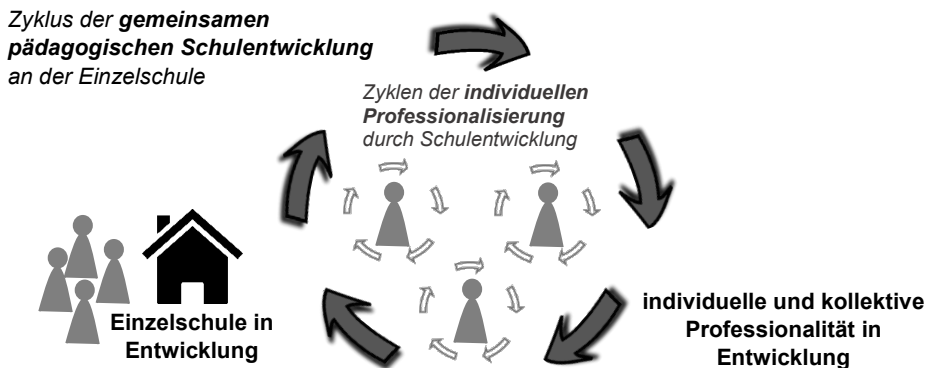 Zyklus der gemeinsamen
pädagogischen Schulentwicklung
an der Einzelschule
Zyklen der individuellen
Professionalisierung
durch Schulentwicklung
Einzelschule in
Entwicklung
individuelle und kollektive
Professionalität in
Entwicklung